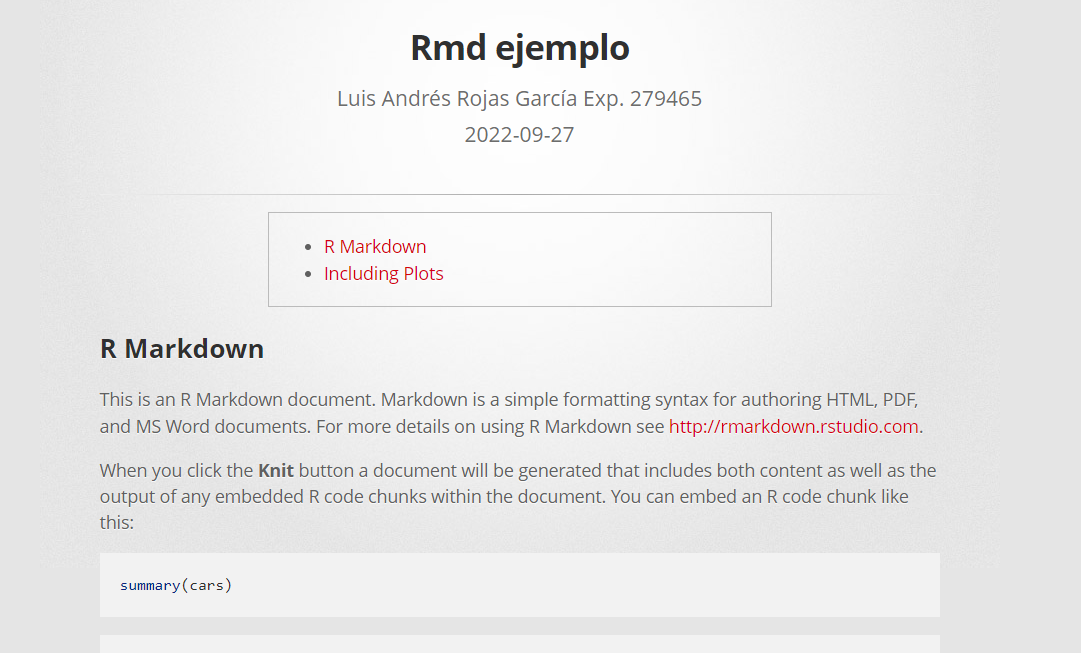 Rmd ejemplo
Luis Andrés Rojas García Exp. 279465
2022-09-27
R Markdown
Including Plots
R Markdown
This is an R Markdown document. Markdown is a simple formatting syntax for authoring HTML, PDF,
and MS Word documents. For more details on using R Markdown see http://rmarkdown.rstudio.com.
When you click the Knit button a document will be generated that includes both content as well as the
output of any embedded R code chunks within the document. You can embed an R code chunk like
this:
summary(cars)